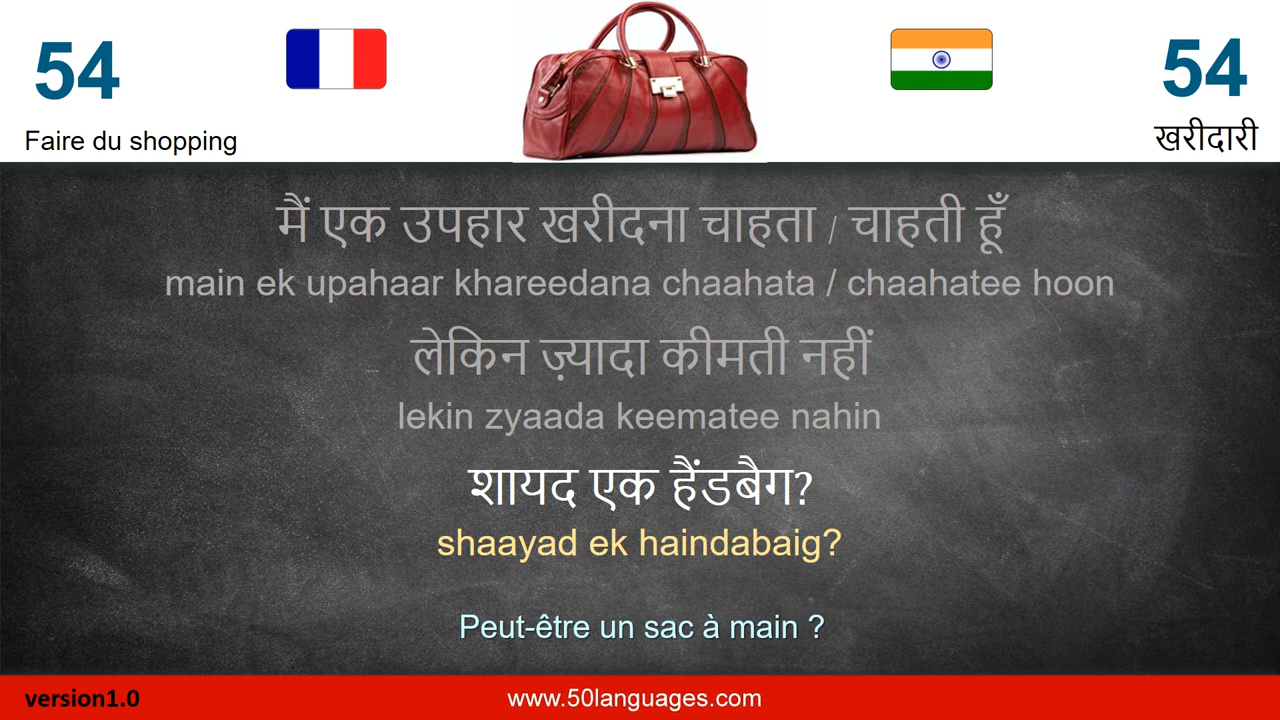 54
54
Faire du shopping
खरीदारी
मैं एक उपहार खरीदना चाहता / चाहती हूँ
main ek upahaar khareedana chaahata / chaahatee hoon
लेकिन ज़्यादा कीमती नहीं
lekin zyaada keematee nahin
शायद एक हैंडबैग?
shaayad ek haindabaig?
Peut-être un sac à main ?
version1.0
www.50languages.com